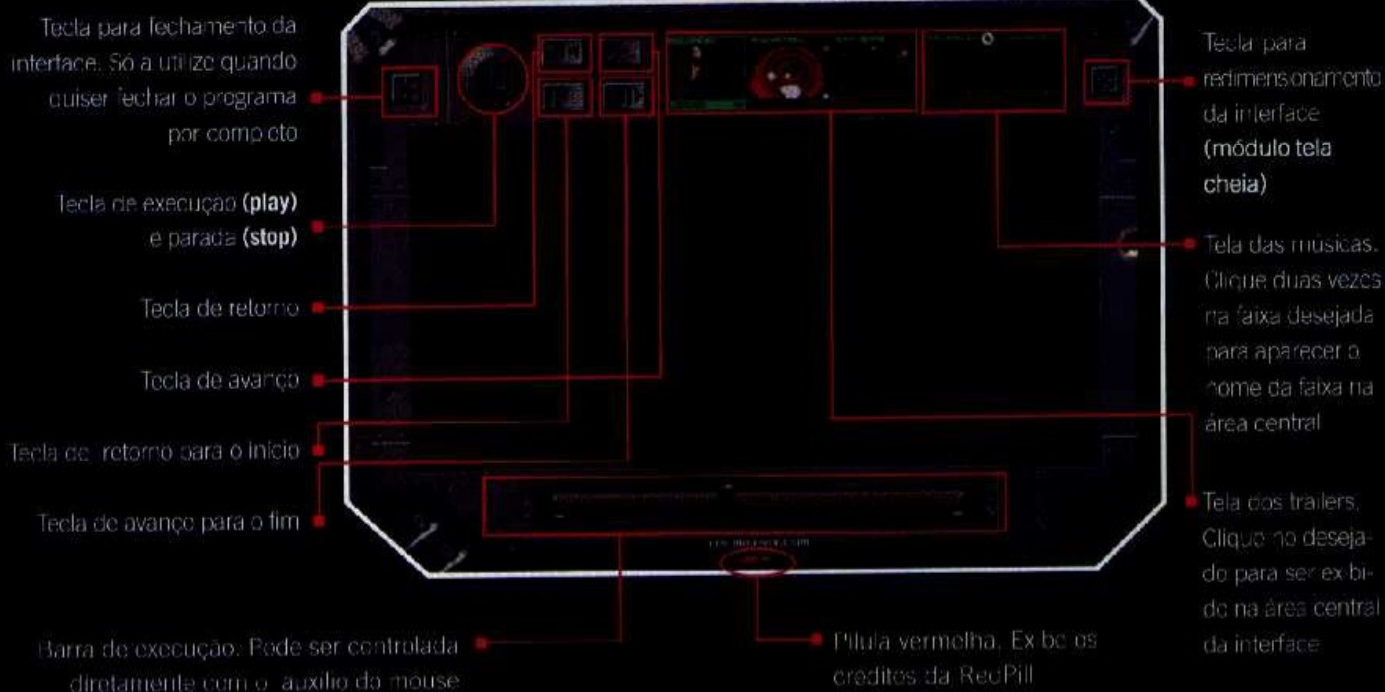 Tecla para fechamento da
interface. Só a utilize quando
quiser fechar o programa
por completo
Tecla de execução (play)
e parada (stop)
Tecla de retorno
Tecla de avanço
Tecla de retorno para o início
Tecla de avanço para o fim
Barra de execução. Pode ser controlada
diretamente com o auxílio do mouse
Pílula vermelha. Exibe os
créditos da RedPill
Tecla para
redimensionamento
da interface
(módulo tela
cheia)
Tela das músicas.
Clique duas vezes
na faixa desejada
para aparecer o
nome da faixa na
área central
Tela dos trailers.
Clique no deseja-
do para ser exibi-
do na área central
da interface